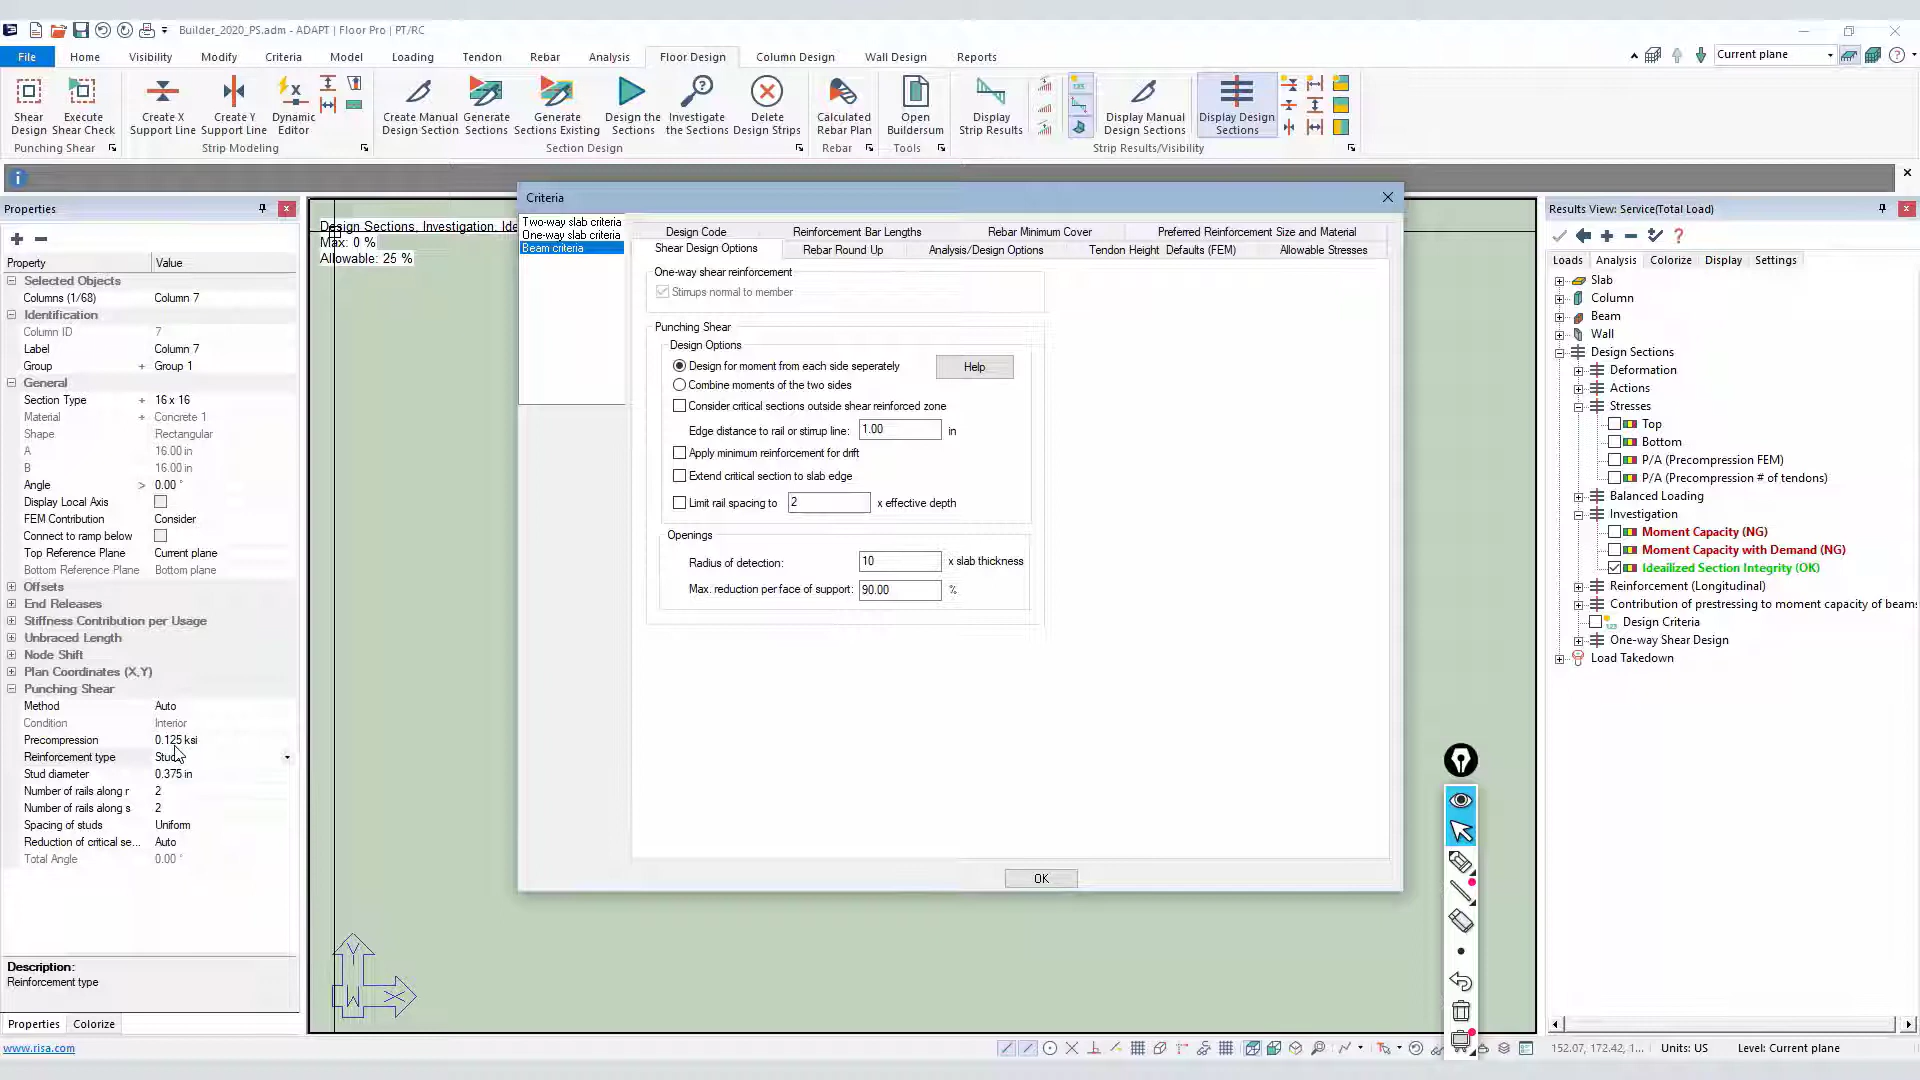 Builder_2020_PS.adm - ADAPT | Floor Pro | PT/RC
File Home Visibility Modify Criteria Model Loading Tendon Rebar Analysis Floor Design Column Design Wall Design Reports
Current plane
Shear Design
Execute Shear Check
Create X Support Line
Create Y Support Line
Dynamic Editor
Create Manual Design Section
Generate Sections
Generate Sections Existing
Design the Sections
Investigate the Sections
Delete Design Strips
Calculated Rebar Plan
Open Buildersum
Display Strip Results
Display Manual Design Sections
Display Design Sections
Punching Shear
Strip Modeling
Section Design
Rebar
Tools
Strip Results/Visibility
Properties
Property Value
Selected Objects
Columns (1/68) Column 7
Identification
Column ID 7
Label Column 7
Group + Group 1
General
Section Type + 16 x 16
Material + Concrete 1
Shape Rectangular
A 16.00 in
B 16.00 in
Angle > 0.00 °
Display Local Axis
FEM Contribution Consider
Connect to ramp below
Top Reference Plane Current plane
Bottom Reference Plane Bottom plane
Offsets
End Releases
Stiffness Contribution per Usage
Unbraced Length
Node Shift
Plan Coordinates (X,Y)
Punching Shear
Method Auto
Condition Interior
Precompression 0.125 ksi
Reinforcement type Stud
Stud diameter 0.375 in
Number of rails along r 2
Number of rails along s 2
Spacing of studs Uniform
Reduction of critical se... Auto
Total Angle 0.00 °
Description:
Reinforcement type
Properties Colorize
www.risa.com
Design Sections, Investigation, Ide
Max: 0 %
Allowable: 25 %
Y
W X
Criteria
Two-way slab criteria
One-way slab criteria
Beam criteria
Design Code Reinforcement Bar Lengths Rebar Minimum Cover Preferred Reinforcement Size and Material
Shear Design Options Rebar Round Up Analysis/Design Options Tendon Height Defaults (FEM) Allowable Stresses
One-way shear reinforcement
Stirrups normal to member
Punching Shear
Design Options
Design for moment from each side seperately
Help
Combine moments of the two sides
Consider critical sections outside shear reinforced zone
Edge distance to rail or stirrup line: 1.00 in
Apply minimum reinforcement for drift
Extend critical section to slab edge
Limit rail spacing to 2 x effective depth
Openings
Radius of detection: 10 x slab thickness
Max. reduction per face of support: 90.00 %
OK
Results View: Service(Total Load)
Loads Analysis Colorize Display Settings
Slab
Column
Beam
Wall
Design Sections
Deformation
Actions
Stresses
Top
Bottom
P/A (Precompression FEM)
P/A (Precompression # of tendons)
Balanced Loading
Investigation
Moment Capacity (NG)
Moment Capacity with Demand (NG)
Ideailized Section Integrity (OK)
Reinforcement (Longitudinal)
Contribution of prestressing to moment capacity of beams
Design Criteria
One-way Shear Design
Load Takedown
152.07, 172.42, 1... Units: US Level: Current plane